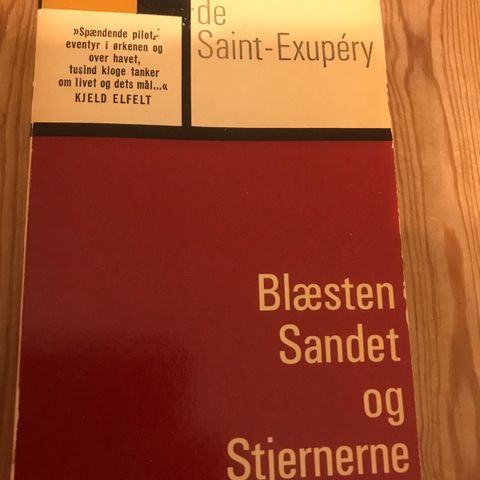 »Spændende pilot-
eventyr i ørkenen og
over havet,
tusind kloge tanker
om livet og dets mål...«
KJELD ELFELT
de
Saint-Exupéry
Blæsten
Sandet
og
Stjernerne